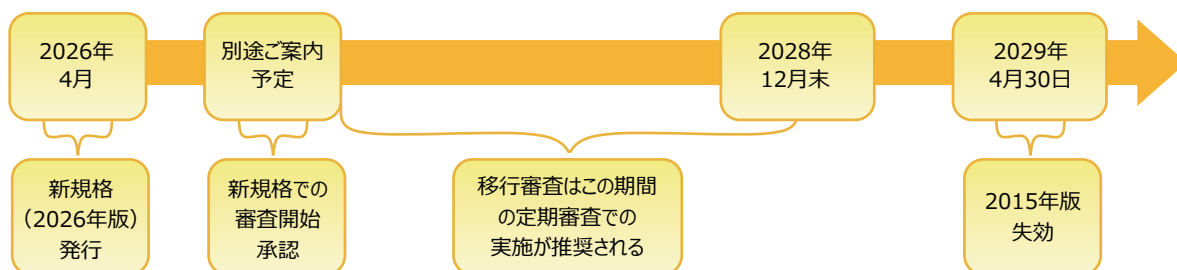 2026年
4月
別途ご案内
予定
2028年
12月末
2029年
4月30日
新規格
（2026年版）
発行
新規格での
審査開始
承認
移行審査はこの期間
の定期審査での
実施が推奨される
2015年版
失効